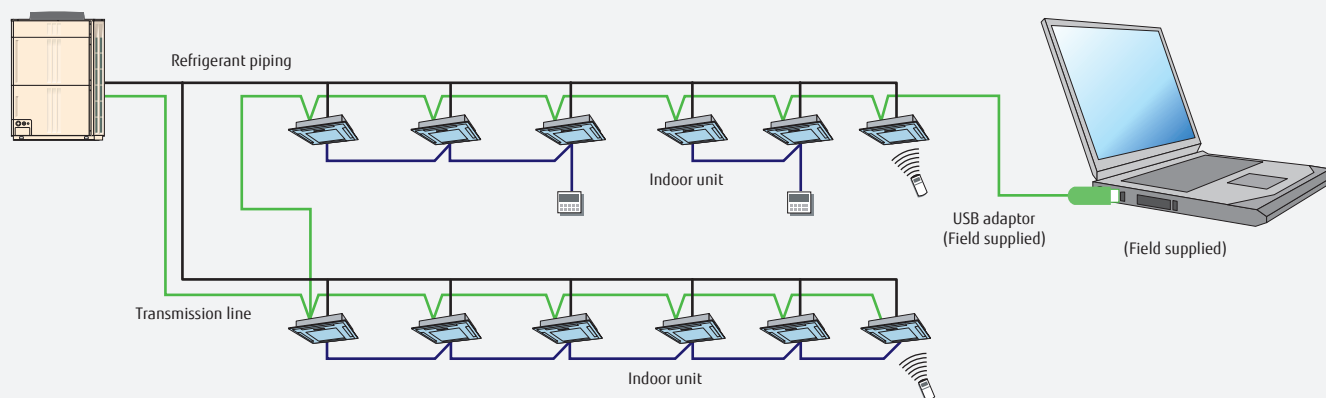 Refrigerant piping
Indoor unit
USB adaptor
(Field supplied)
(Field supplied)
Transmission line
Indoor unit